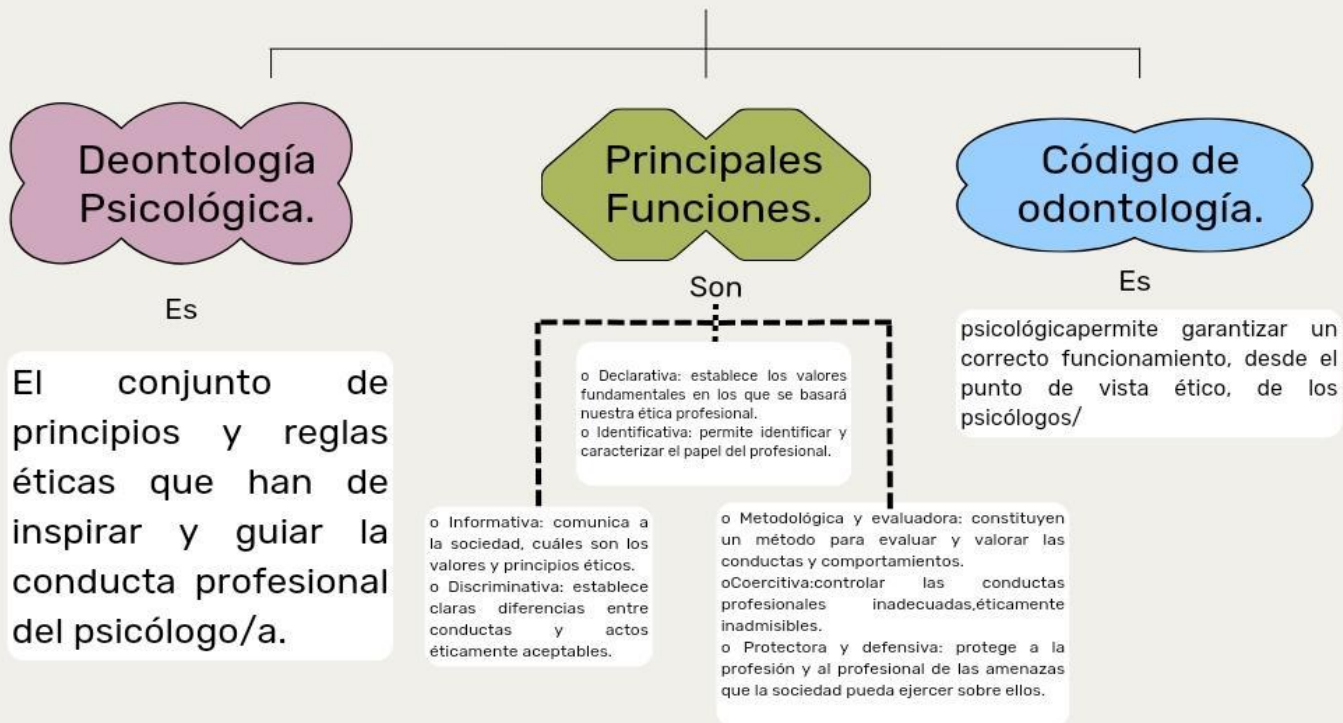 Deontología
Psicológica.
Es
El conjunto de
principios y reglas
éticas que han de
inspirar y guiar la
conducta profesional
del psicólogo/a.
Principales
Funciones.
Son
o Declarativa: establece los valores
fundamentales en los que se basará
nuestra ética profesional.
o Identificativa: permite identificar y
caracterizar el papel del profesional.
o Informativa: comunica a
la sociedad, cuáles son los
valores y principios éticos.
o Discriminativa: establece
claras diferencias entre
conductas y actos
éticamente aceptables.
o Metodológica y evaluadora: constituyen
un método para evaluar y valorar las
conductas y comportamientos.
oCoercitiva:controlar las conductas
profesionales inadecuadas,éticamente
inadmisibles.
o Protectora y defensiva: protege a la
profesión y al profesional de las amenazas
que la sociedad pueda ejercer sobre ellos.
Código de
odontología.
Es
psicológicapermite garantizar un
correcto funcionamiento, desde el
punto de vista ético, de los
psicólogos/